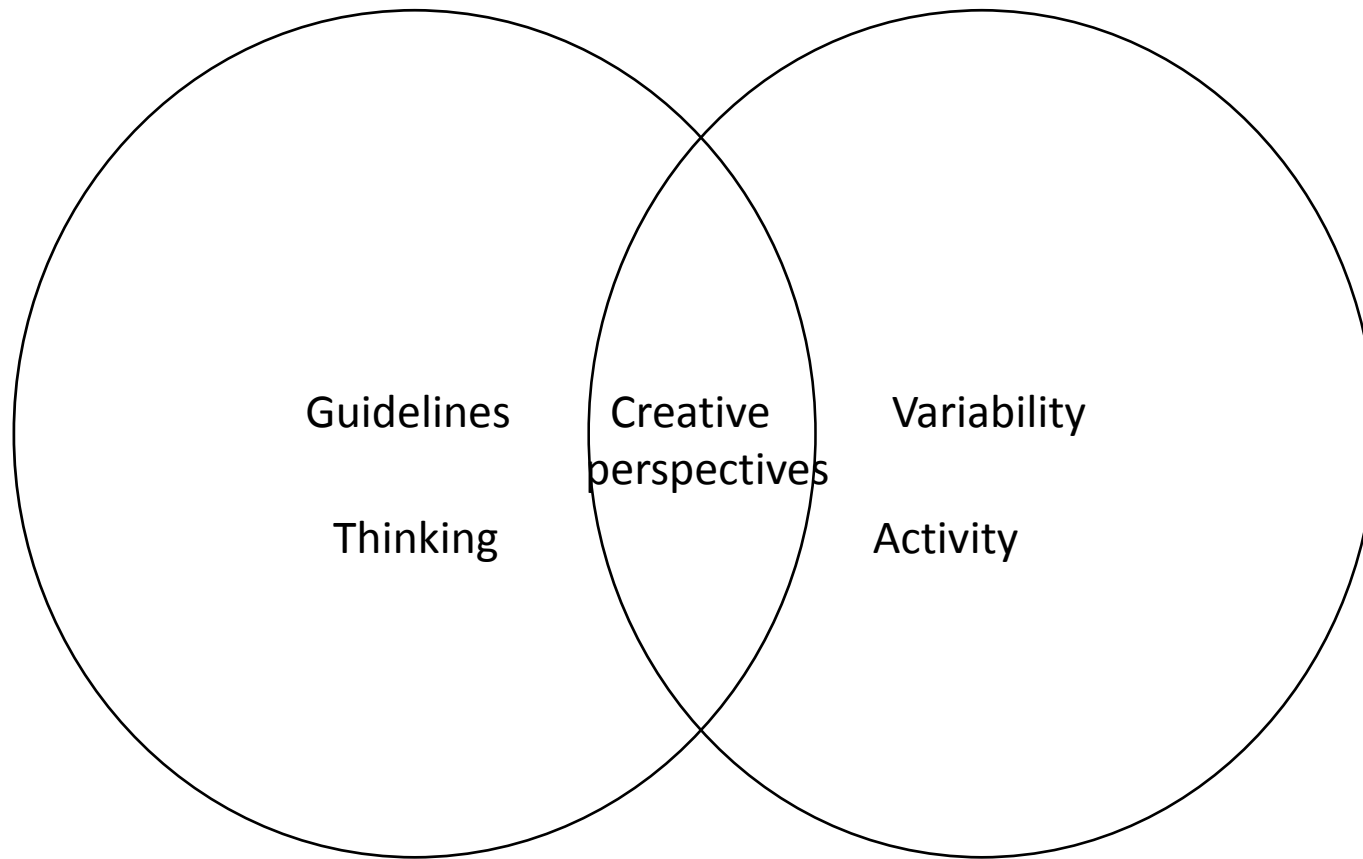 Guidelines
Thinking
Creative
perspectives
Variability
Activity